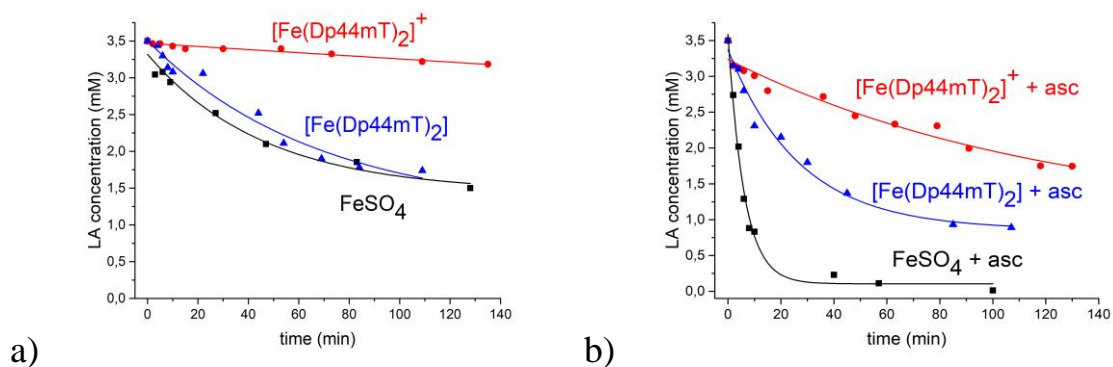 LA concentration (mM)
4,0
3,5
3,0
2,5
2,0
1,5
1,0
0,5
0,0
[Fe(Dp44mT)₂]⁺
[Fe(Dp44mT)₂]
FeSO₄
0 20 40 60 80 100 120 140
time (min)
a)
LA concentration (mM)
3,5
3,0
2,5
2,0
1,5
1,0
0,5
0,0
[Fe(Dp44mT)₂]⁺ + asc
[Fe(Dp44mT)₂] + asc
FeSO₄ + asc
0 20 40 60 80 100 120 140
time (min)
b)